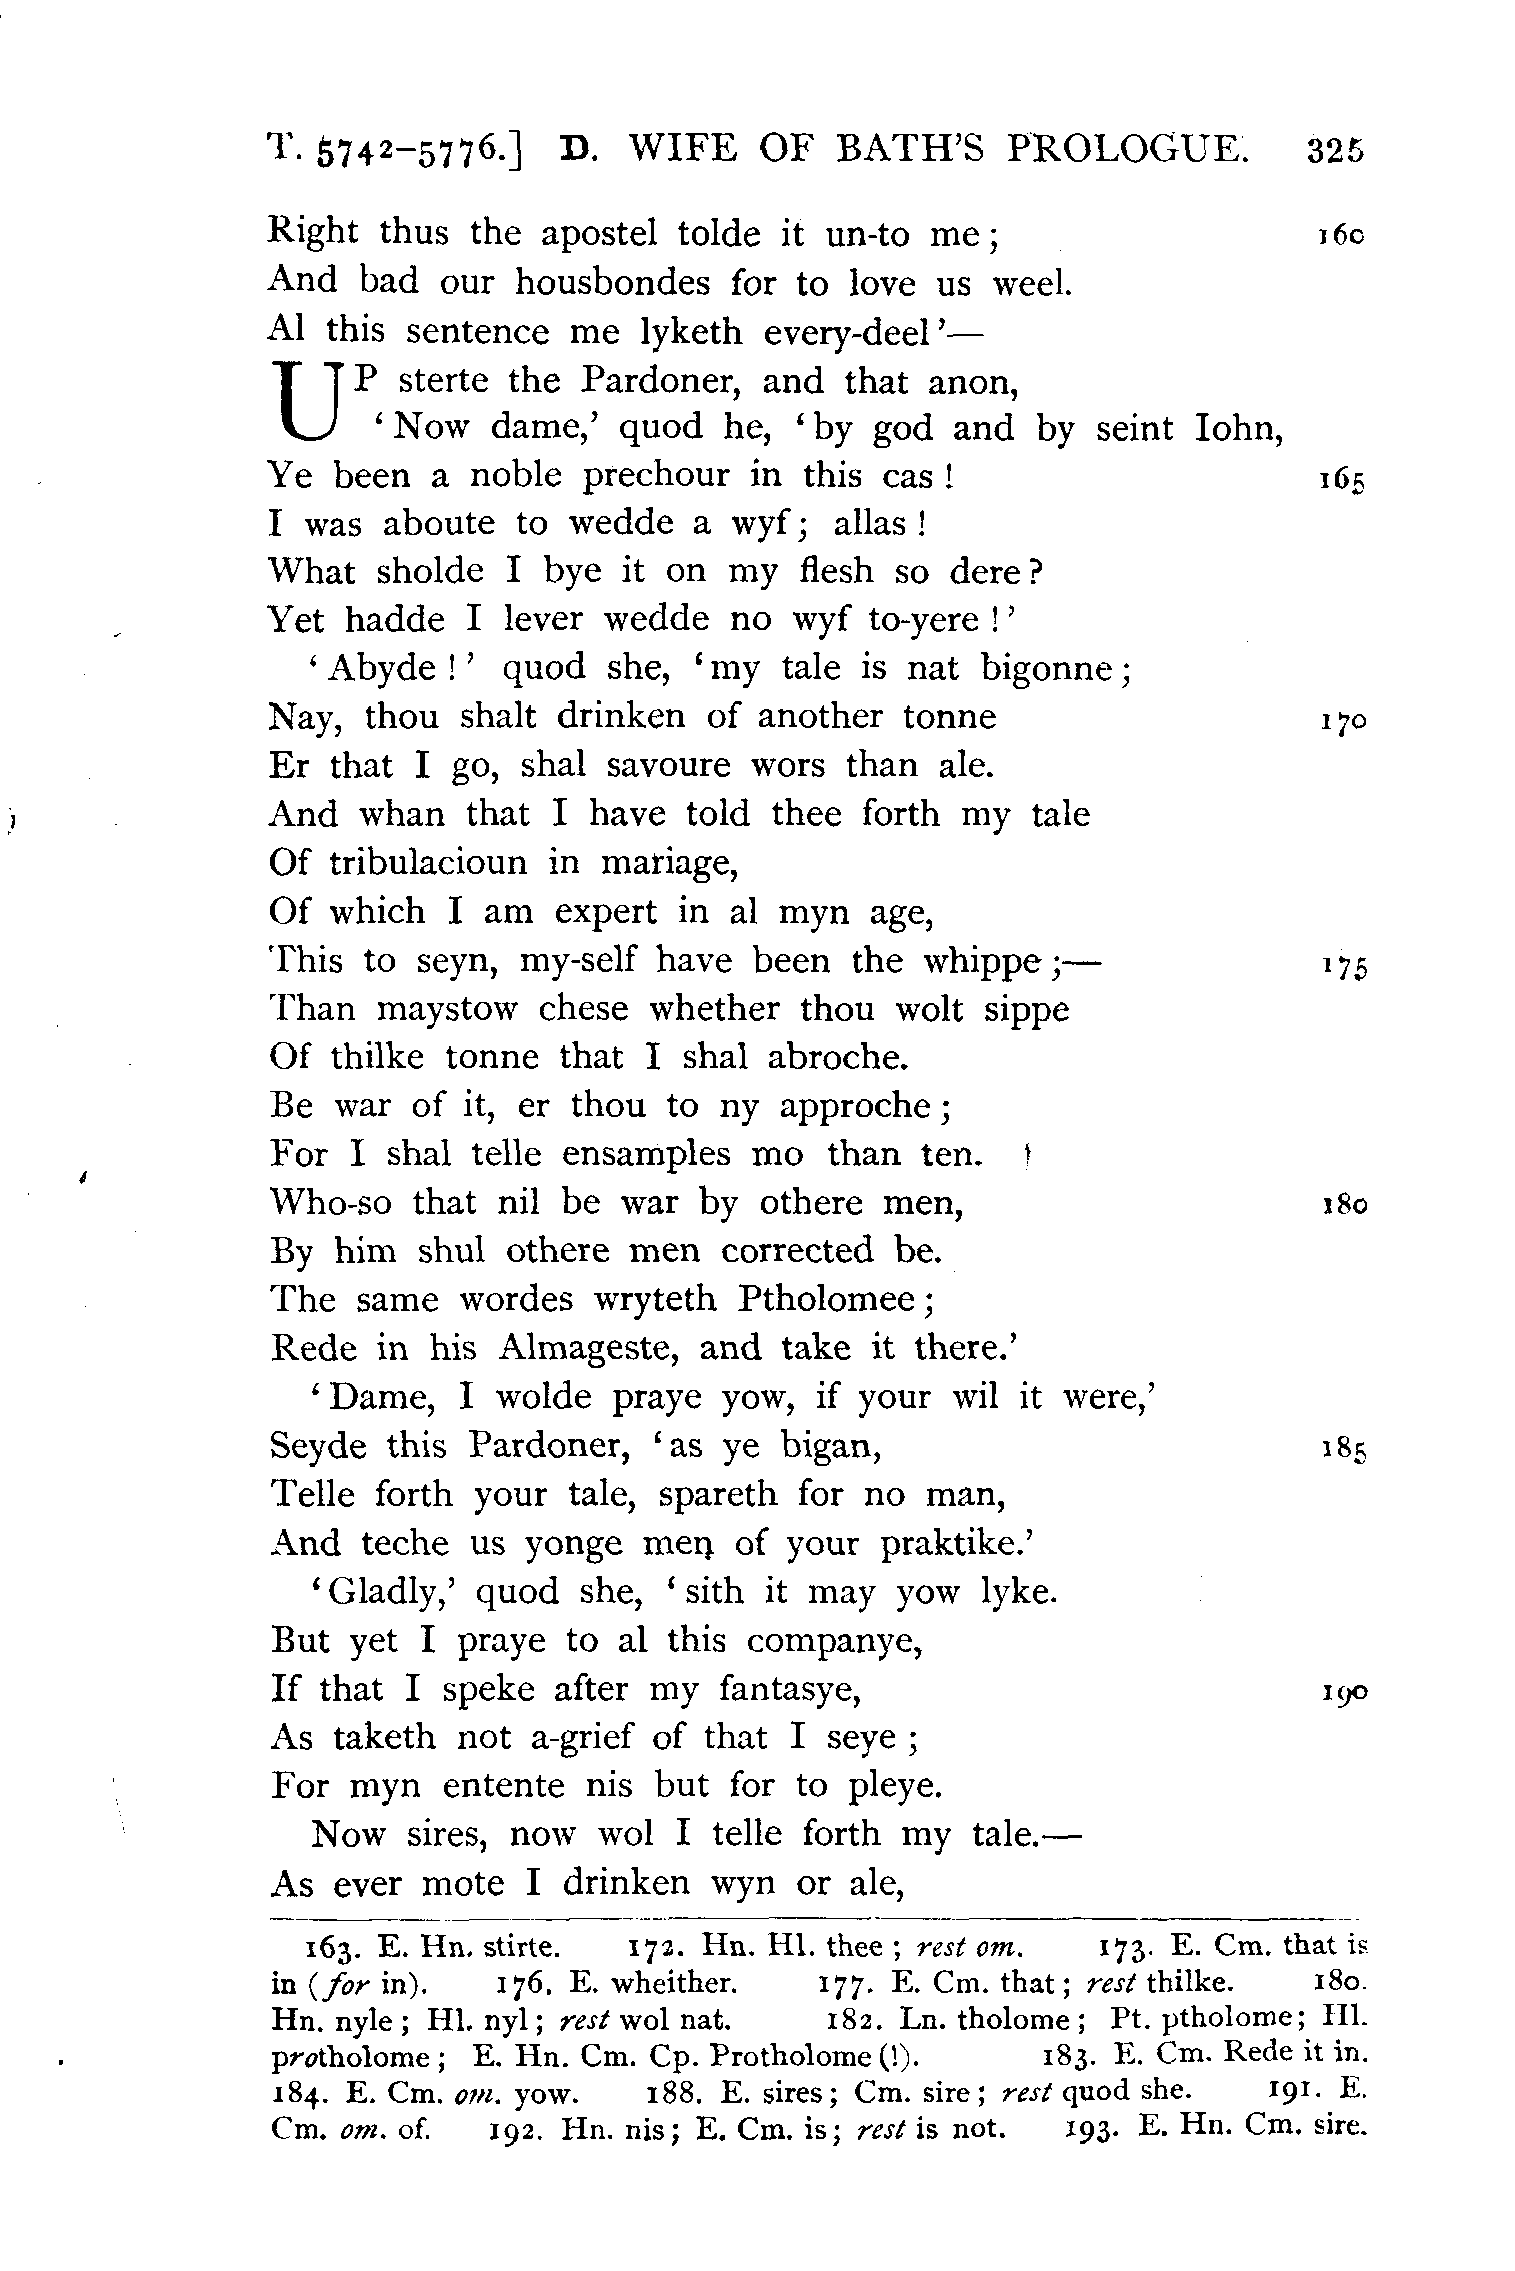 T. 5742–5776.] D. WIFE OF BATH'S PROLOGUE. 325
Right thus the apostel tolde it un-to me; 160
And bad our housbondes for to love us weel.
Al this sentence me lyketh every-deel'—
UP sterte the Pardoner, and that anon,
'Now dame,' quod he, 'by god and by seint Iohn,
Ye been a noble prechour in this cas! 165
I was aboute to wedde a wyf; allas!
What sholde I bye it on my flesh so dere?
Yet hadde I lever wedde no wyf to-yere!'
'Abyde!' quod she, 'my tale is nat bigonne;
Nay, thou shalt drinken of another tonne 170
Er that I go, shal savoure wors than ale.
And whan that I have told thee forth my tale
Of tribulacioun in mariage,
Of which I am expert in al myn age,
This to seyn, my-self have been the whippe;— 175
Than maystow chese whether thou wolt sippe
Of thilke tonne that I shal abroche.
Be war of it, er thou to ny approche;
For I shal telle ensamples mo than ten.
Who-so that nil be war by othere men, 180
By him shul othere men corrected be.
The same wordes wryteth Ptholomee;
Rede in his Almageste, and take it there.'
'Dame, I wolde praye yow, if your wil it were,'
Seyde this Pardoner, 'as ye bigan, 185
Telle forth your tale, spareth for no man,
And teche us yonge men of your praktike.'
'Gladly,' quod she, 'sith it may yow lyke.
But yet I praye to al this companye,
If that I speke after my fantasye, 190
As taketh not a-grief of that I seye;
For myn entente nis but for to pleye.
Now sires, now wol I telle forth my tale.—
As ever mote I drinken wyn or ale,
163. E. Hn. stirte. 172. Hn. Hl. thee; rest om. 173. E. Cm. that is
in (for in). 176. E. wheither. 177. E. Cm. that; rest thilke. 180.
Hn. nyle; Hl. nyl; rest wol nat. 182. Ln. tholome; Pt. ptholome; Hl.
protholome; E. Hn. Cm. Cp. Protholome (!). 183. E. Cm. Rede it in.
184. E. Cm. om. yow. 188. E. sires; Cm. sire; rest quod she. 191. E.
Cm. om. of. 192. Hn. nis; E. Cm. is; rest is not. 193. E. Hn. Cm. sire.